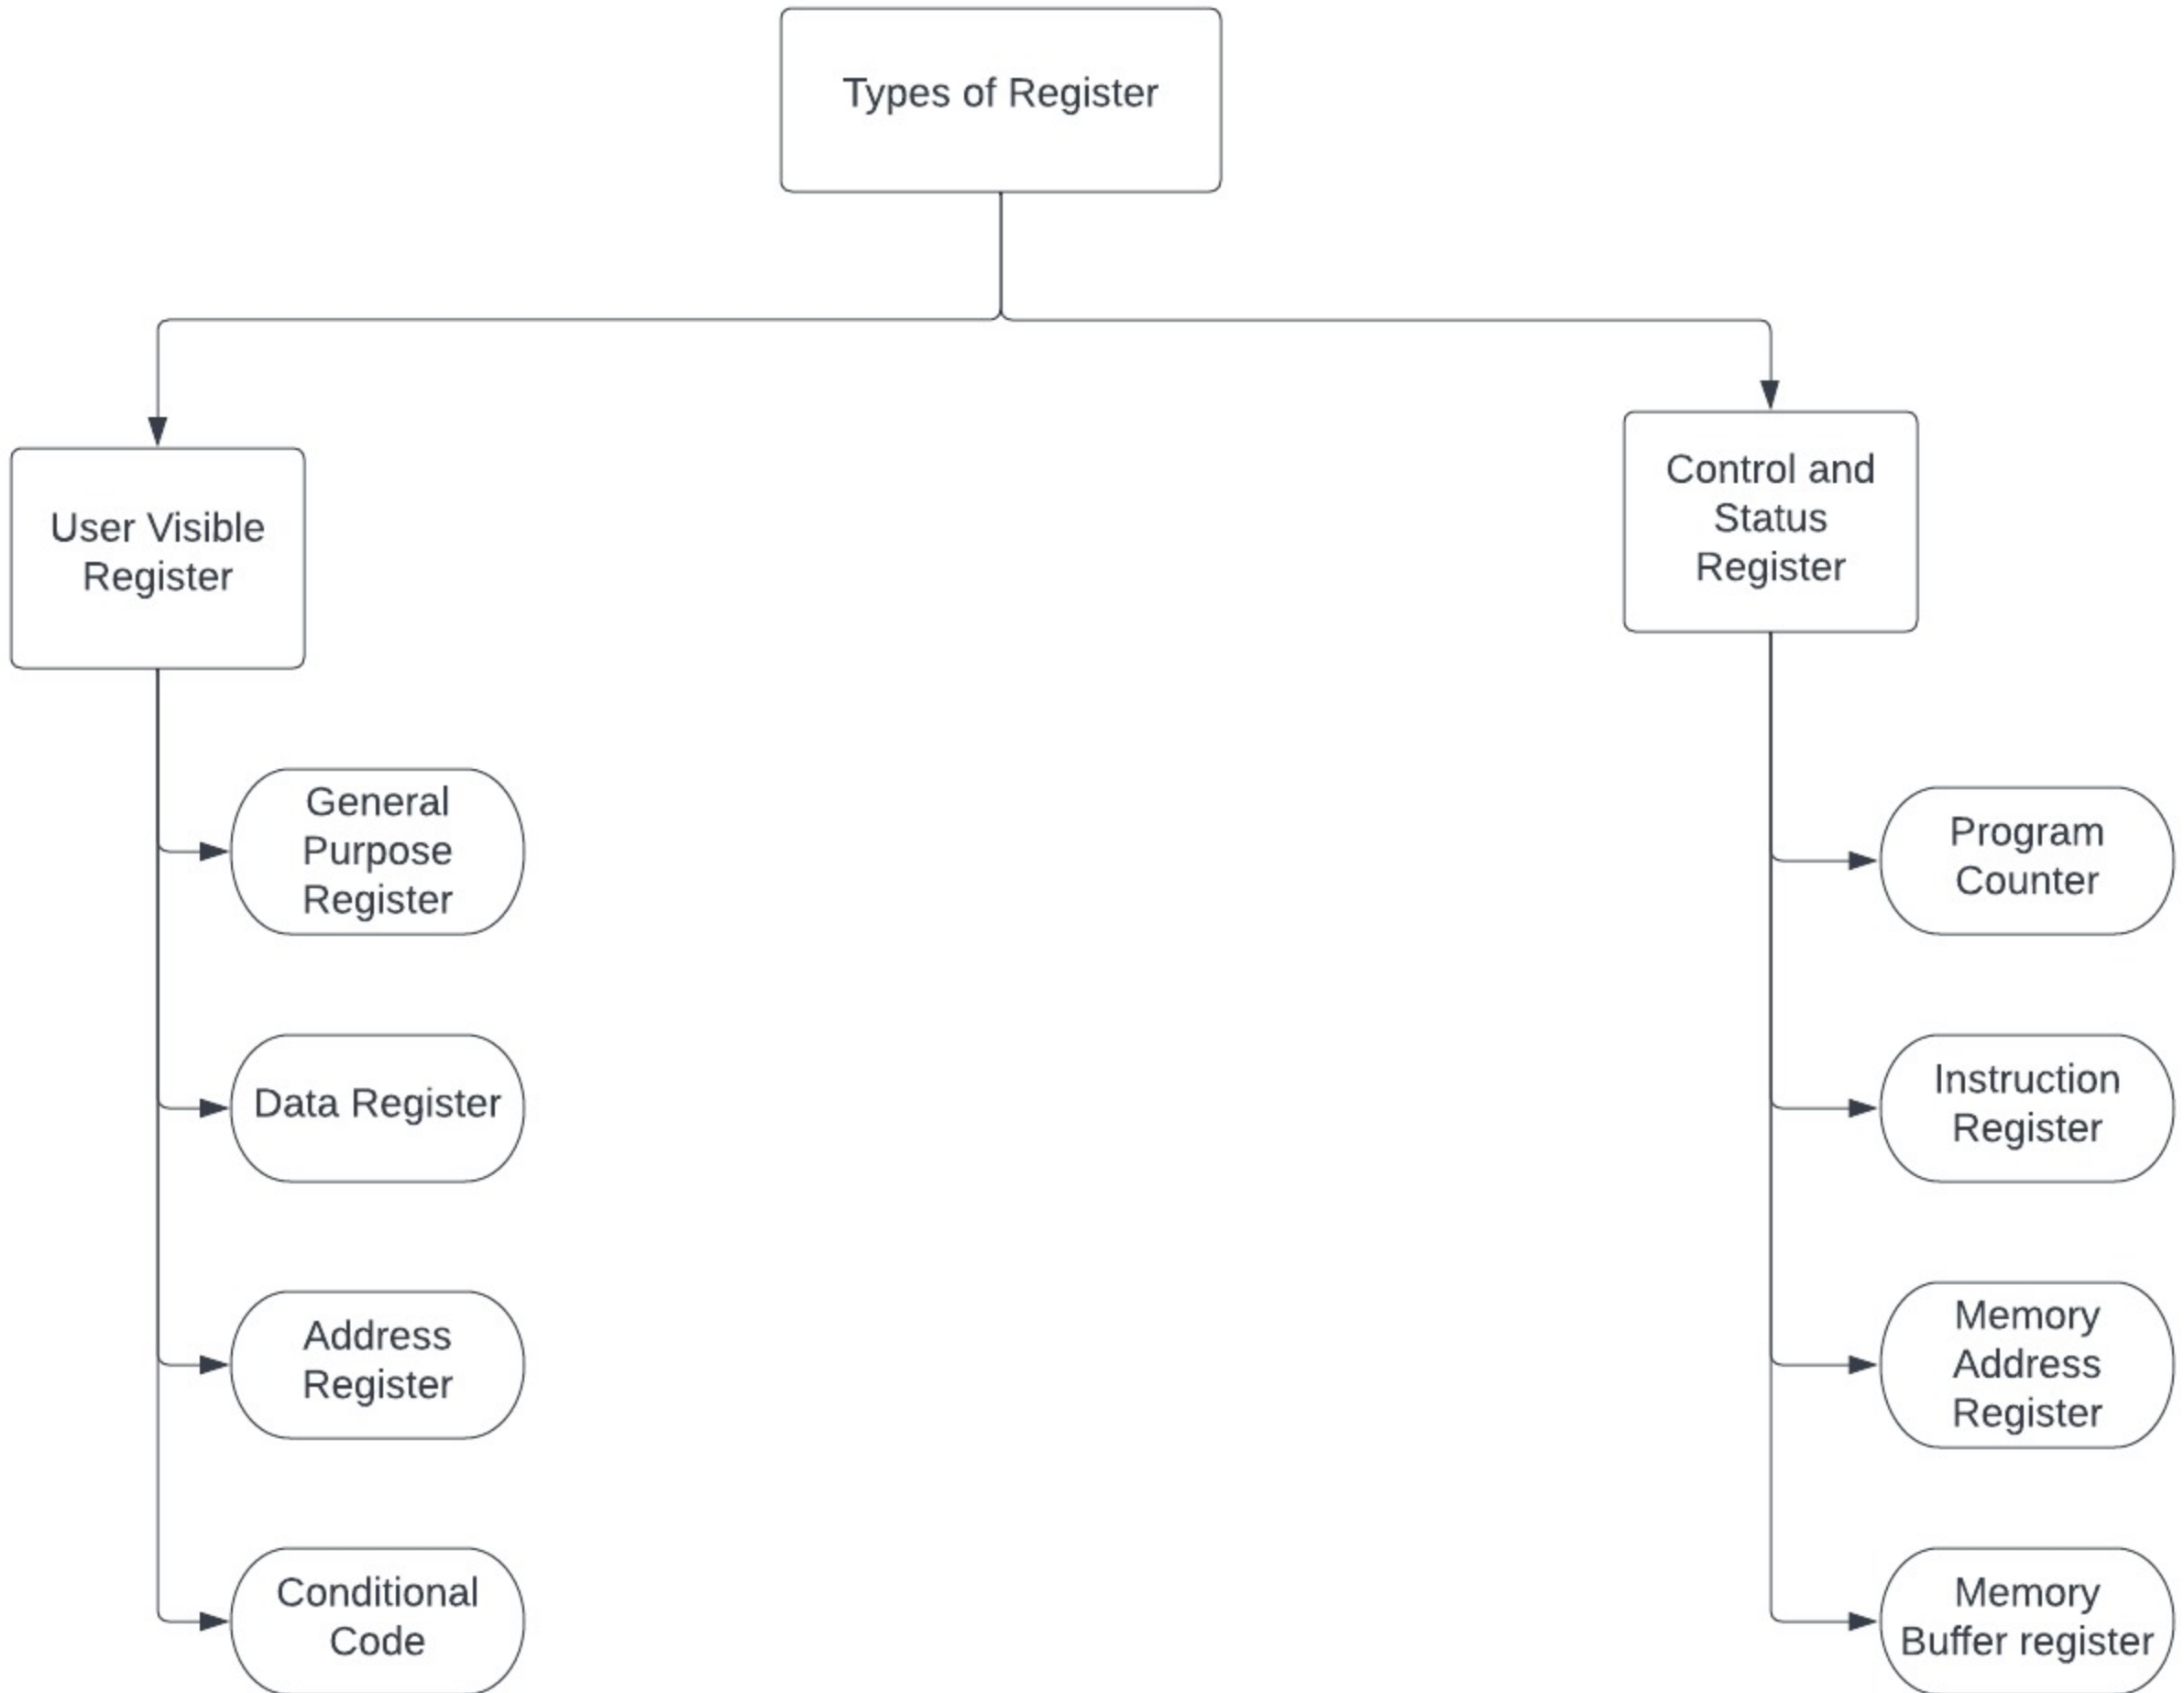 Types of Register
User Visible
Register
Control and
Status
Register
General
Purpose
Register
Data Register
Address
Register
Conditional
Code
Program
Counter
Instruction
Register
Memory
Address
Register
Memory
Buffer register